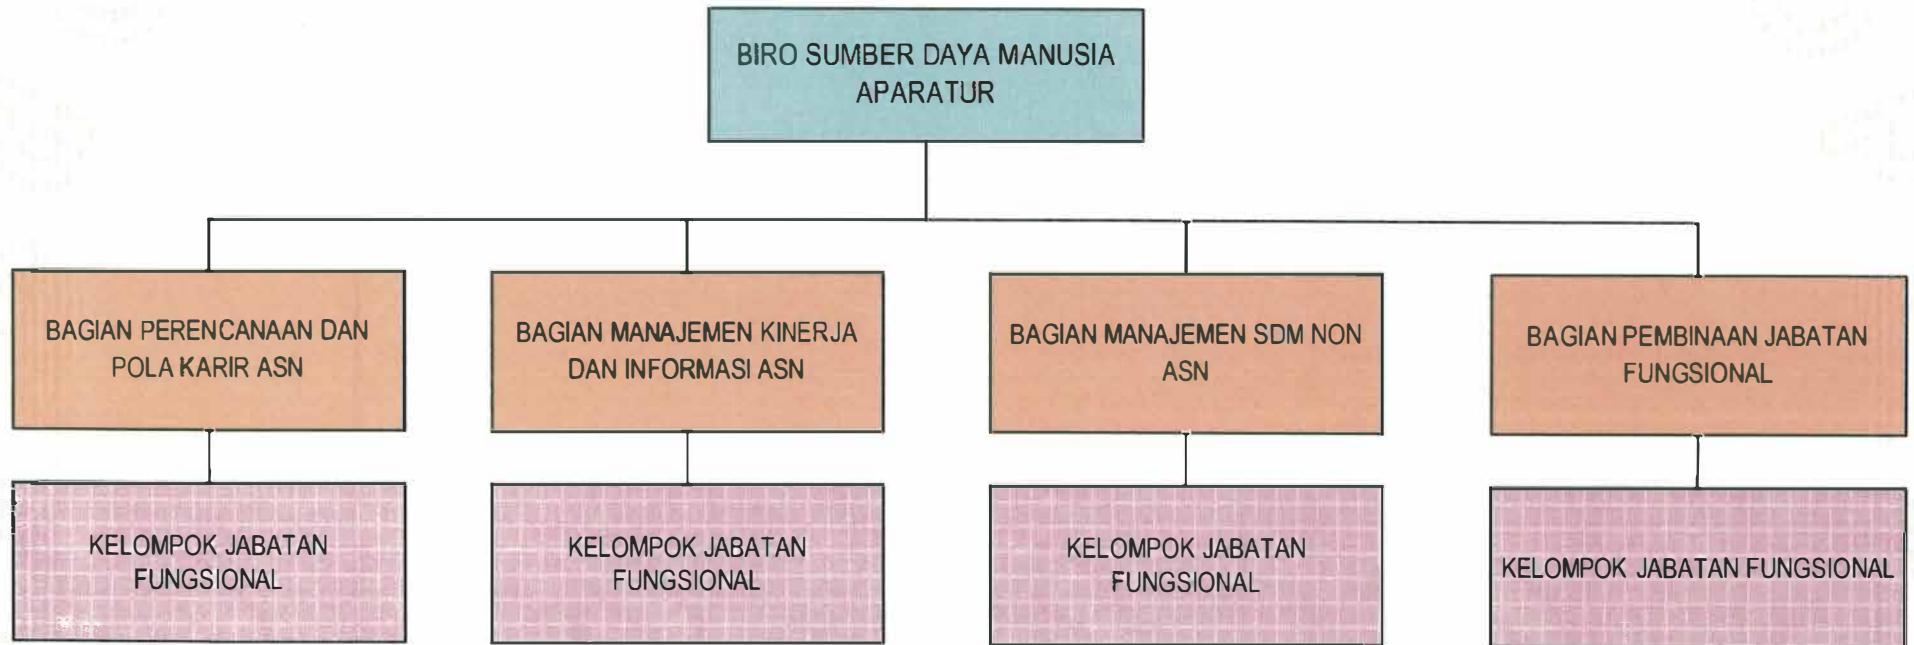 BIRO SUMBER DAYA MANUSIA
APARATUR
BAGIAN PERENCANAAN DAN
POLA KARIR ASN
BAGIAN MANAJEMEN KINERJA
DAN INFORMASI ASN
BAGIAN MANAJEMEN SDM NON
ASN
BAGIAN PEMBINAAN JABATAN
FUNGSIONAL
KELOMPOK JABATAN
FUNGSIONAL
KELOMPOK JABATAN
FUNGSIONAL
KELOMPOK JABATAN
FUNGSIONAL
KELOMPOK JABATAN FUNGSIONAL